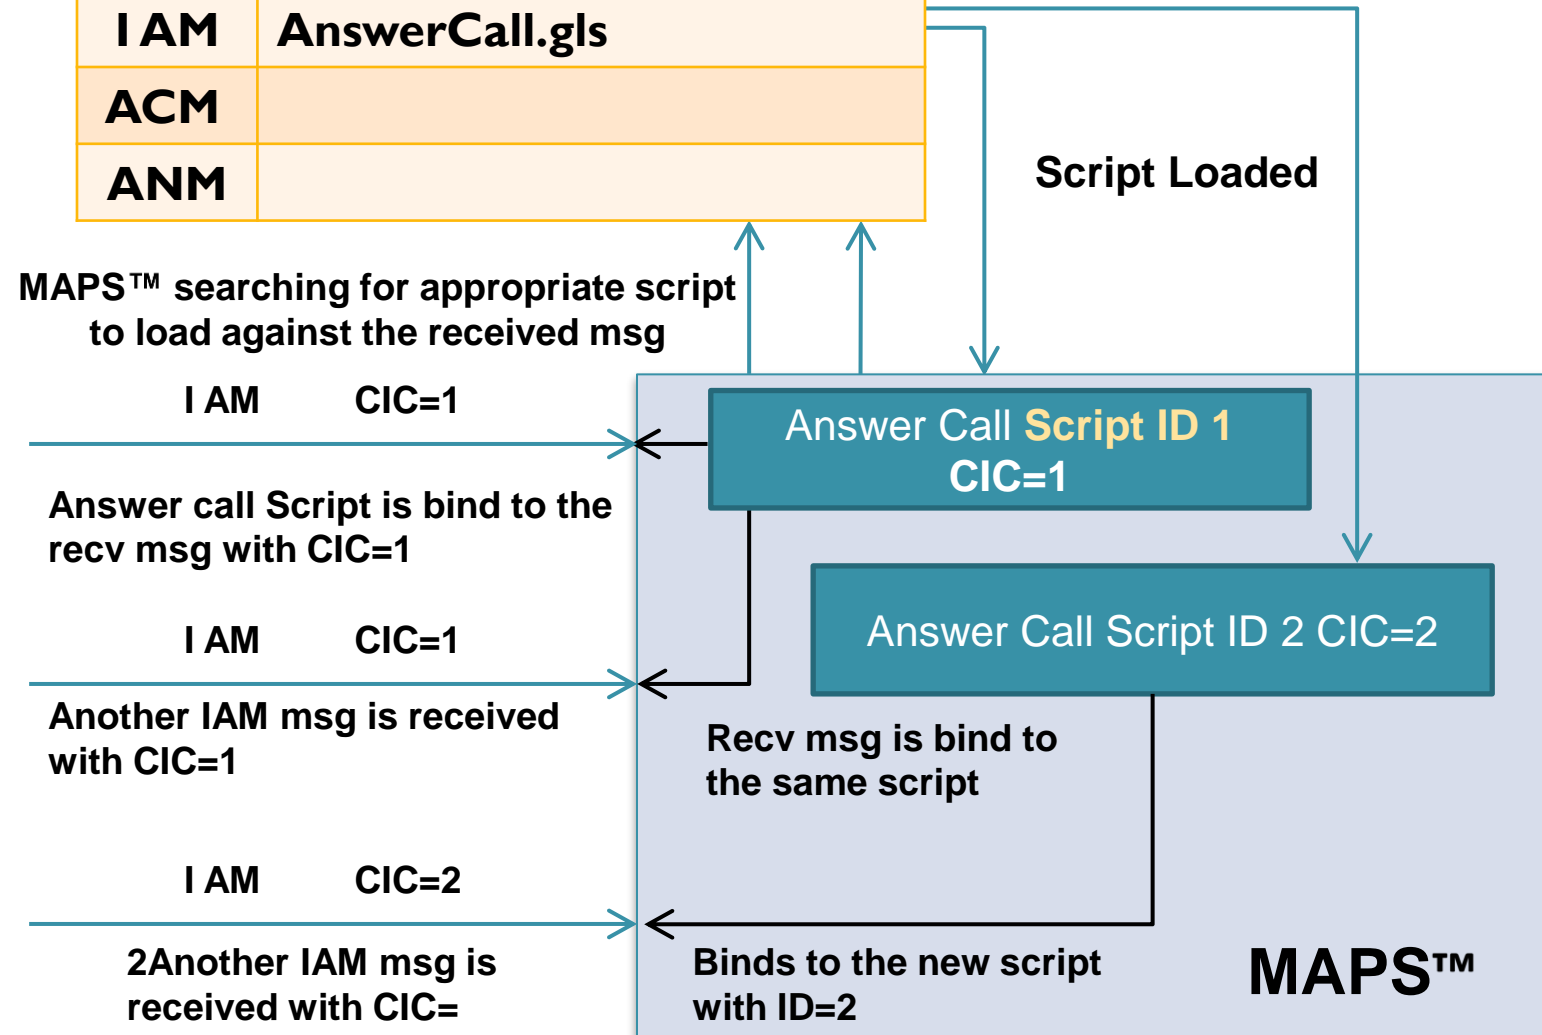 I AM AnswerCall.gls
ACM
ANM
Script Loaded
MAPS™ searching for appropriate script
to load against the received msg
I AM CIC=1
Answer Call Script ID 1
CIC=1
Answer call Script is bind to the
recv msg with CIC=1
I AM CIC=1
Answer Call Script ID 2 CIC=2
Another IAM msg is received
with CIC=1
Recv msg is bind to
the same script
I AM CIC=2
2Another IAM msg is
received with CIC=
Binds to the new script
with ID=2
MAPS™